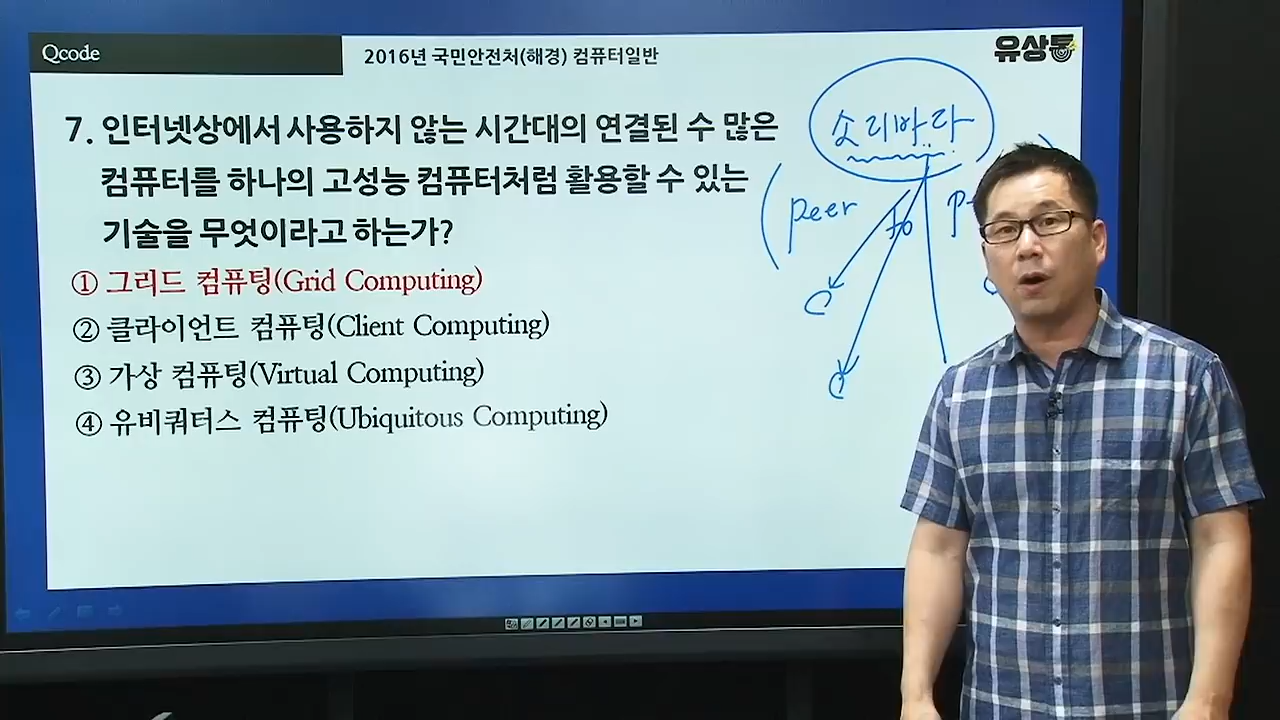 Qcode
2016년 국민안전처(해경) 컴퓨터일반
유상통
7. 인터넷상에서 사용하지 않는 시간대의 연결된 수 많은
컴퓨터를 하나의 고성능 컴퓨터처럼 활용할 수 있는
기술을 무엇이라고 하는가?
① 그리드 컴퓨팅(Grid Computing)
② 클라이언트 컴퓨팅(Client Computing)
③ 가상 컴퓨팅(Virtual Computing)
④ 유비쿼터스 컴퓨팅(Ubiquitous Computing)
소리바라
(peer to